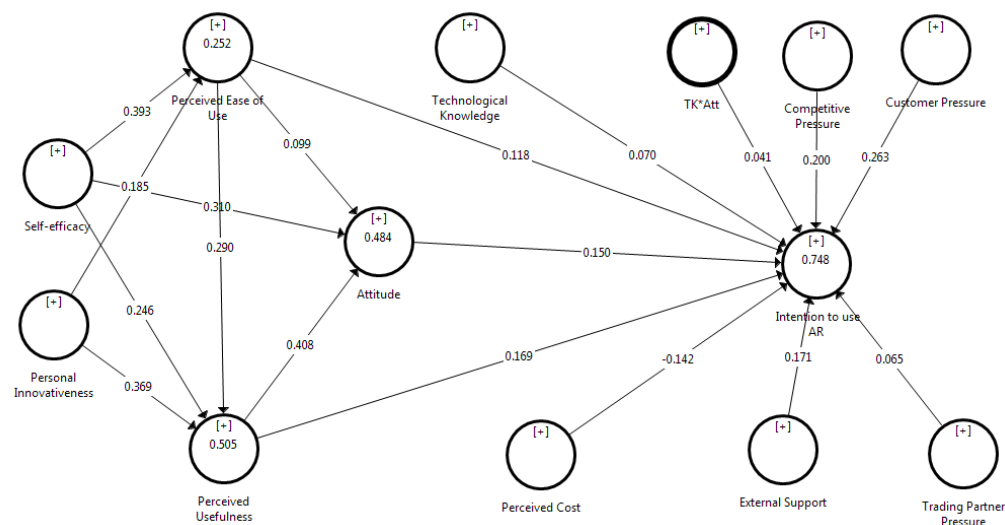 [+]
0.252
Perceived Ease of
Use
[+]
Technological
Knowledge
[+]
TK*Att
[+]
Competitive
Pressure
[+]
Customer Pressure
0.393
0.099
0.118
0.070
0.041
0.200
0.263
[+]
Self-efficacy
0.185
0.310
0.290
[+]
0.484
Attitude
0.150
[+]
0.748
Intention to use
AR
0.246
[+]
Personal
Innovativeness
0.369
0.408
0.169
-0.142
0.171
0.065
[+]
0.505
Perceived
Usefulness
[+]
Perceived Cost
[+]
External Support
[+]
Trading Partner
Pressure